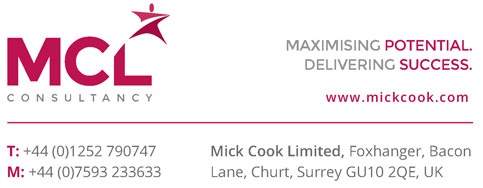 MCL
CONSULTANCY
MAXIMISING POTENTIAL.
DELIVERING SUCCESS.
www.mickcook.com
T: +44 (0)1252 790747
M: +44 (0)7593 233633
Mick Cook Limited, Foxhanger, Bacon
Lane, Churt, Surrey GU10 2QE, UK